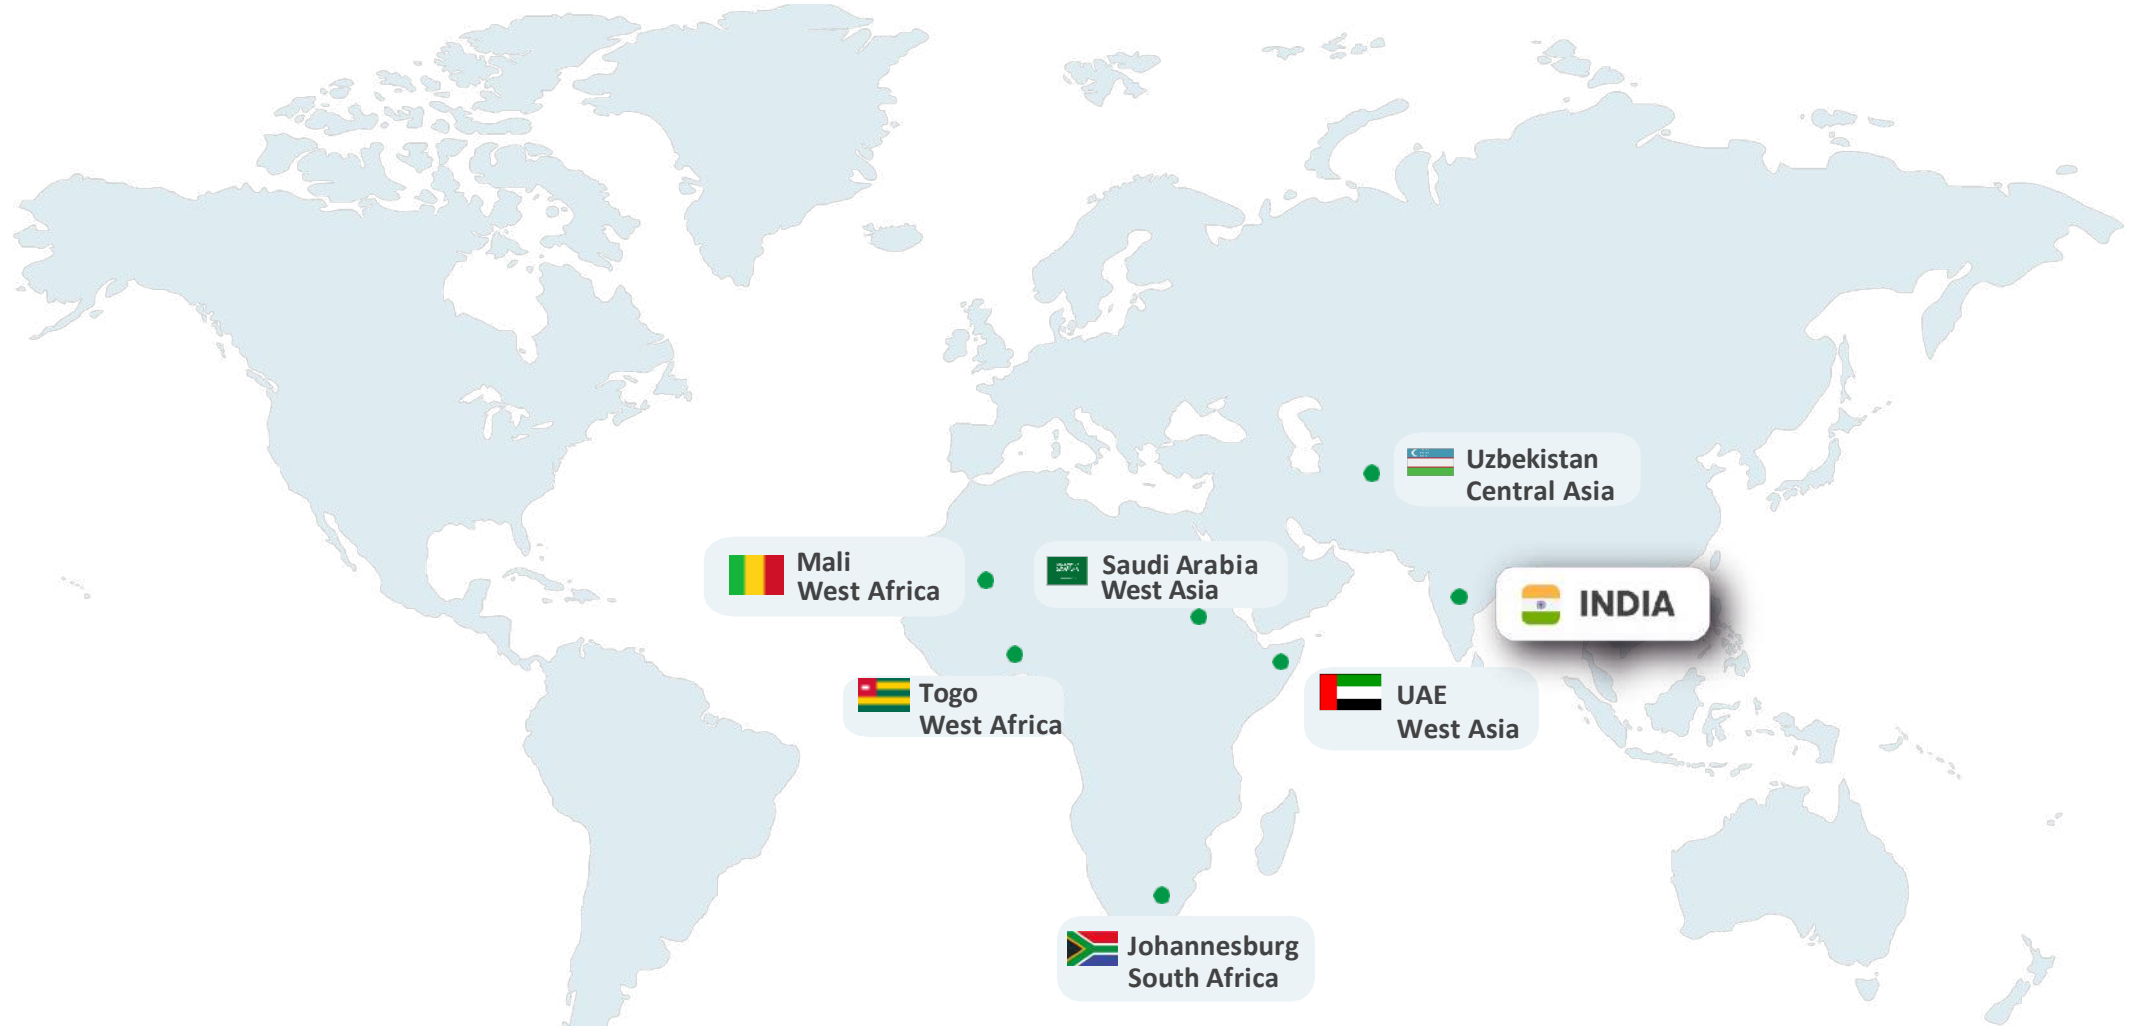 Uzbekistan
Central Asia
Mali
West Africa
Saudi Arabia
West Asia
INDIA
Togo
West Africa
UAE
West Asia
Johannesburg
South Africa